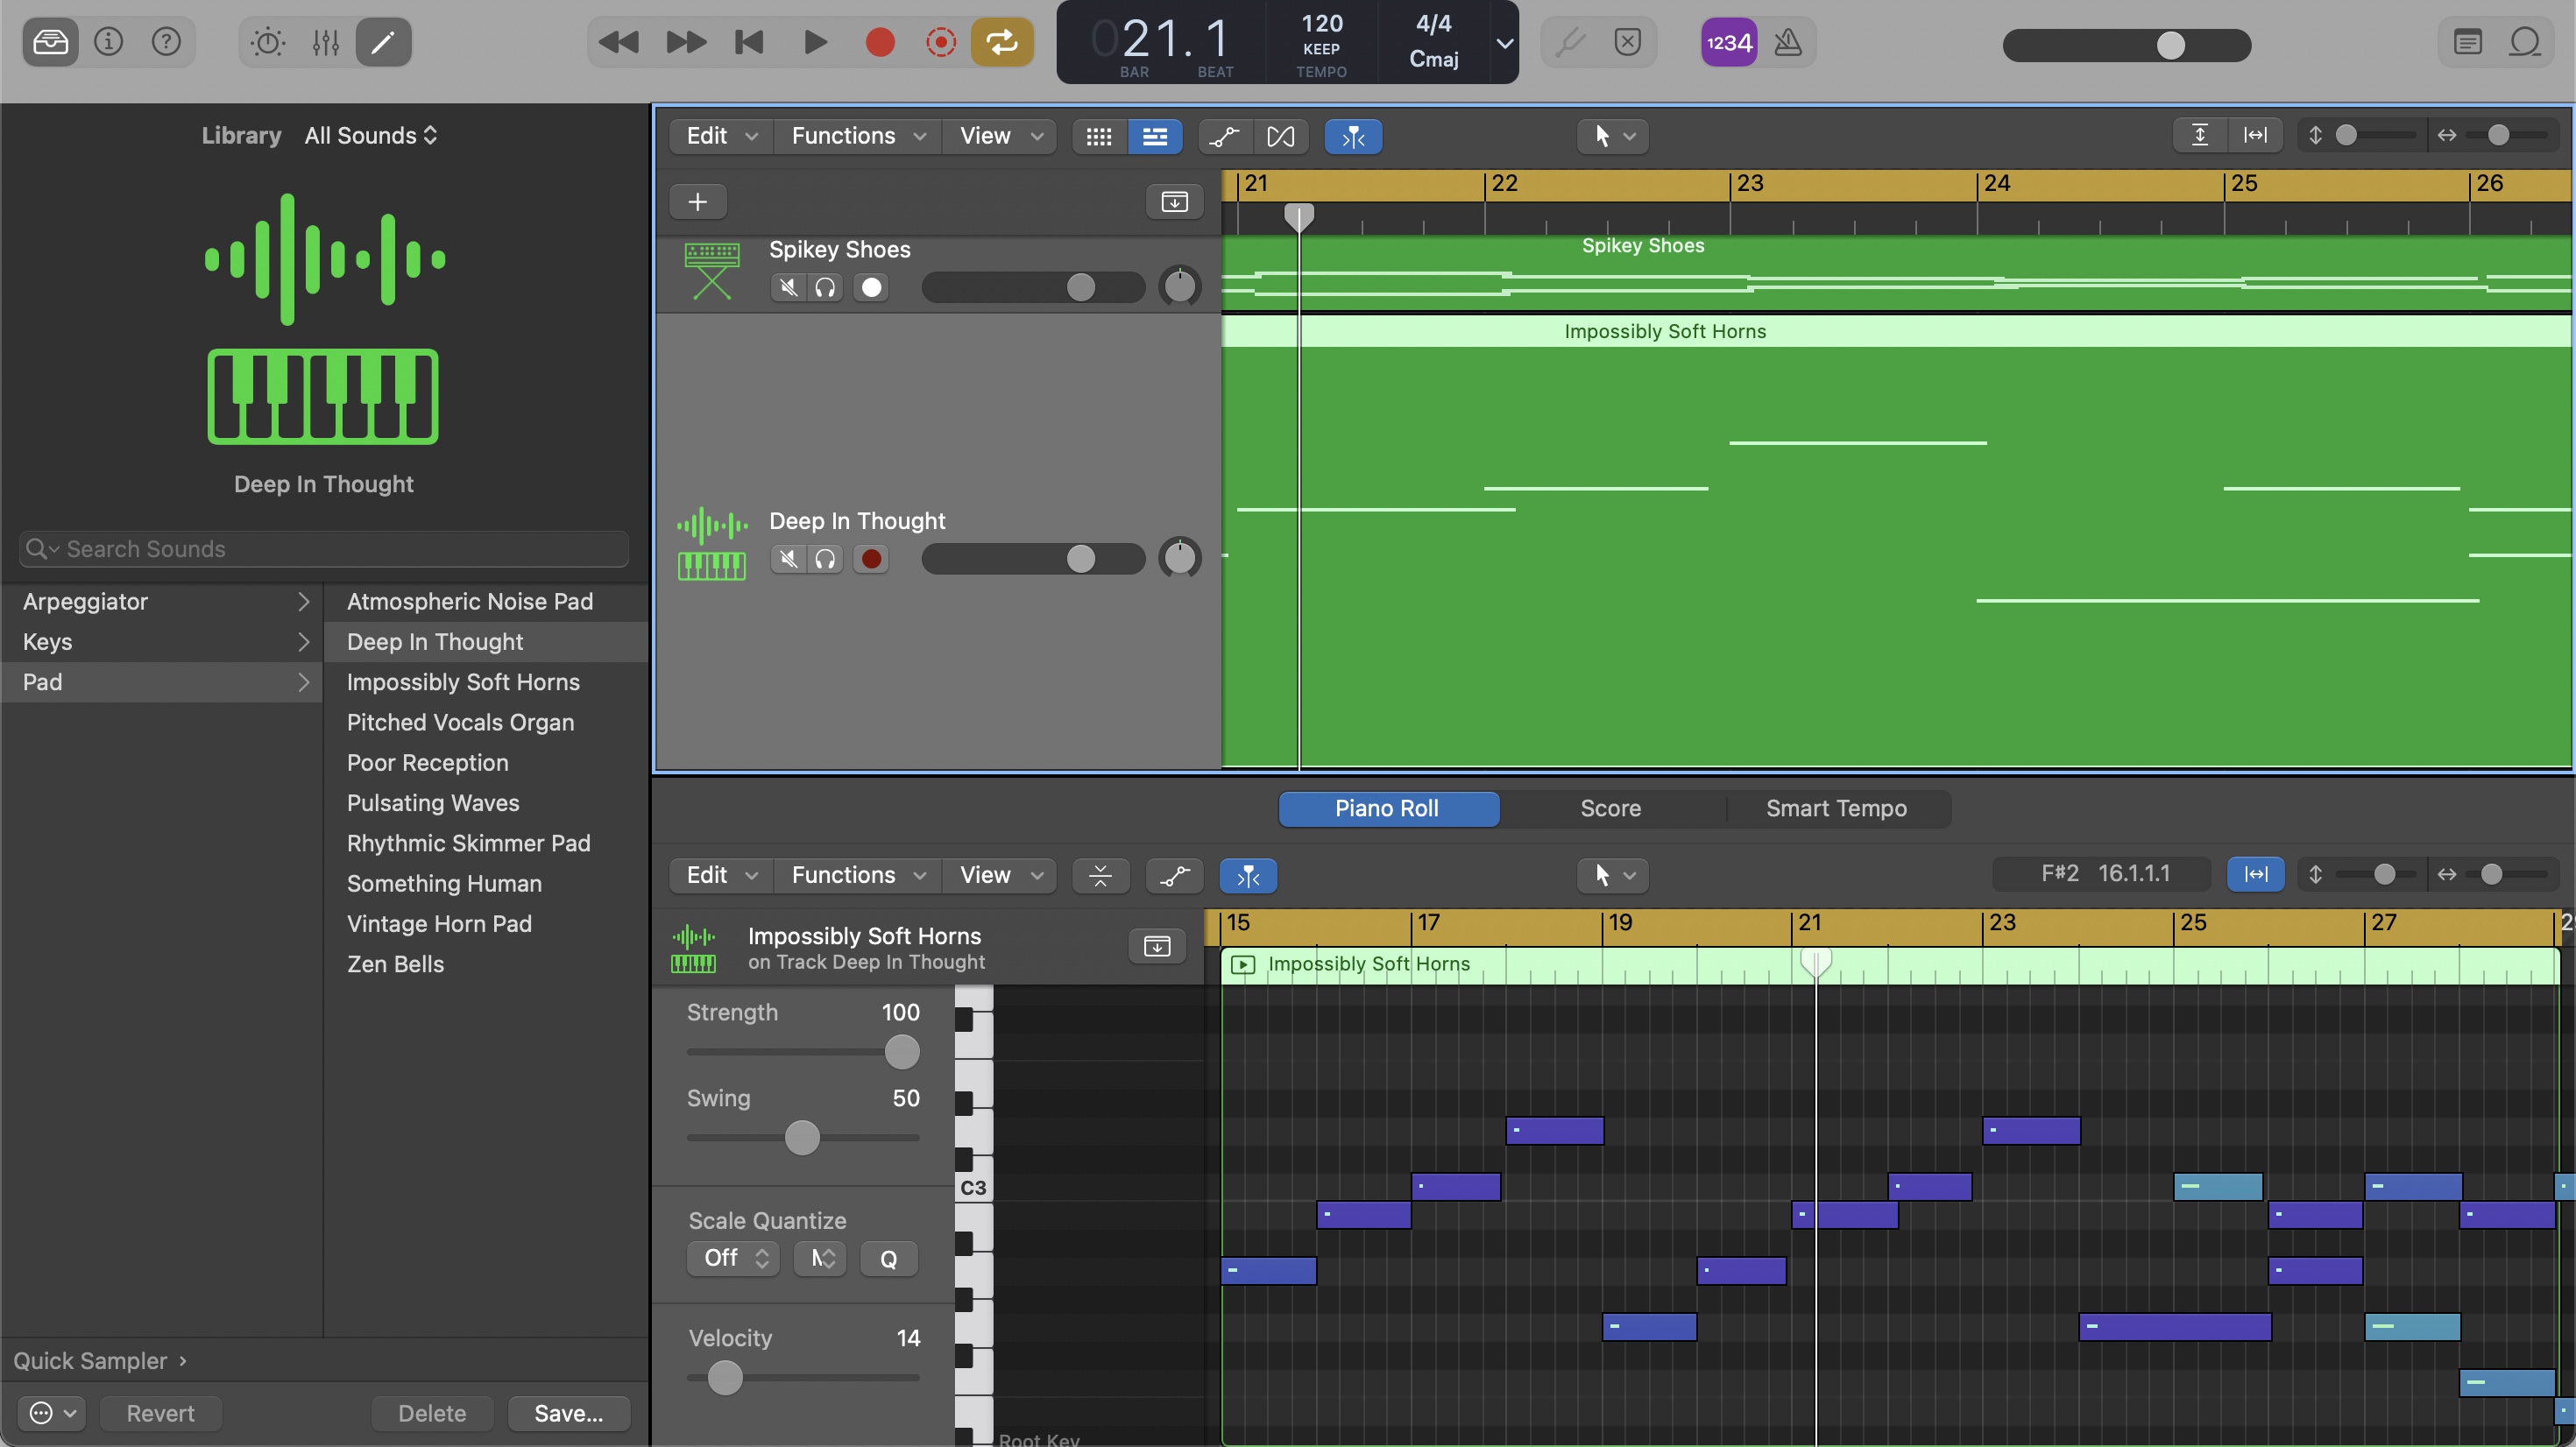 021.1
BAR
BEAT
120
KEEP
TEMPO
4/4
Cmaj
1234
Library
All Sounds
Deep In Thought
Search Sounds
Arpeggiator
Keys
Pad
Atmospheric Noise Pad
Deep In Thought
Impossibly Soft Horns
Pitched Vocals Organ
Poor Reception
Pulsating Waves
Rhythmic Skimmer Pad
Something Human
Vintage Horn Pad
Zen Bells
Quick Sampler
Revert
Delete
Save...
Edit
Functions
View
21
22
23
24
25
26
Spikey Shoes
Spikey Shoes
Impossibly Soft Horns
Deep In Thought
Piano Roll
Score
Smart Tempo
Edit
Functions
View
F#2 16.1.1.1
15
17
19
21
23
25
27
Impossibly Soft Horns
on Track Deep In Thought
Impossibly Soft Horns
Strength
100
Swing
50
C3
Scale Quantize
Off
Q
Velocity
14
Root Key